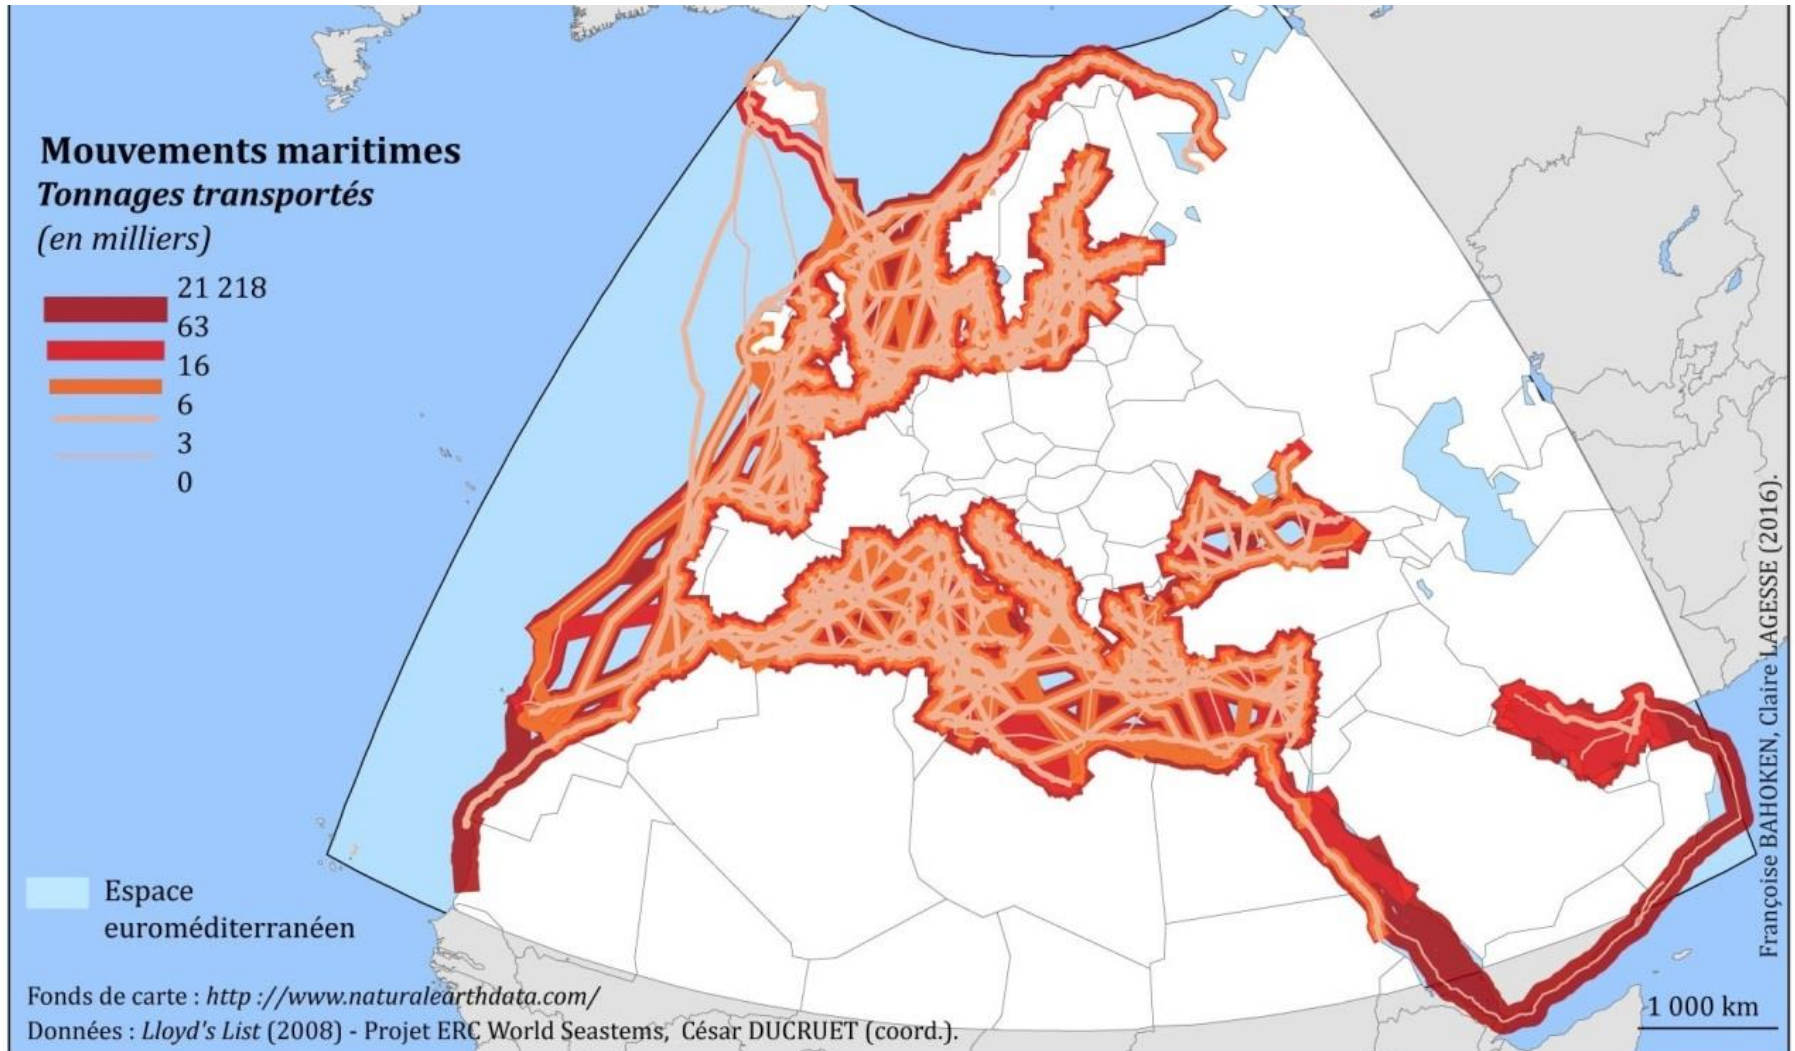 Mouvements maritimes
Tonnages transportés
(en milliers)
21 218
63
16
6
3
0
Espace
euroméditerranéen
Fonds de carte : http ://www.naturalearthdata.com/
Données : Lloyd's List (2008) - Projet ERC World Seastems, César DUCRUET (coord.).
1 000 km
Françoise BAHOKEN, Claire LAGESSE (2016).